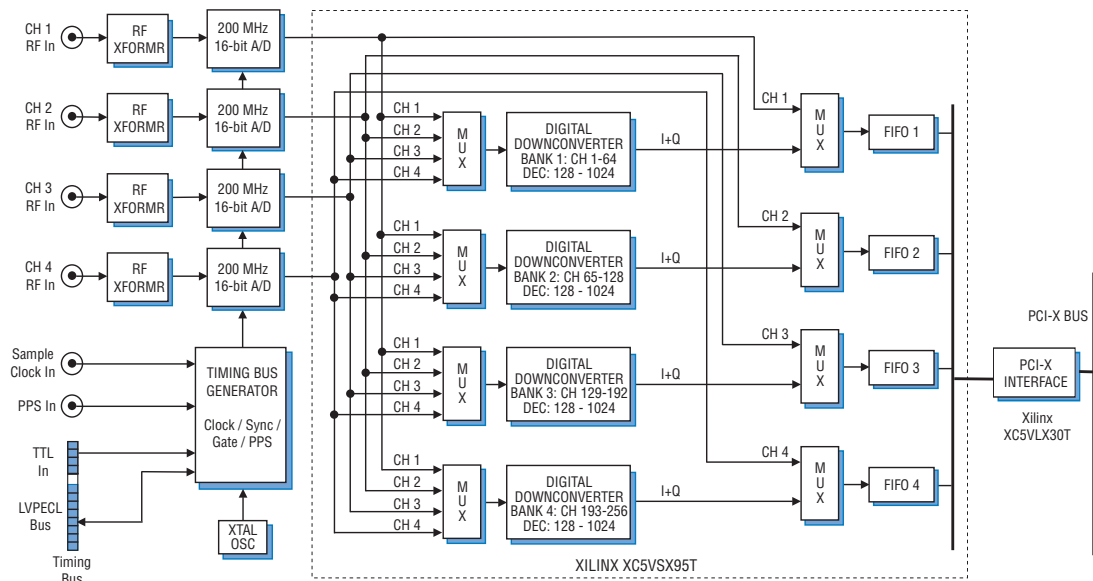 CH 1
RF In
RF
XFORMR
200 MHz
16-bit A/D
CH 2
RF In
RF
XFORMR
200 MHz
16-bit A/D
CH 3
RF In
RF
XFORMR
200 MHz
16-bit A/D
CH 4
RF In
RF
XFORMR
200 MHz
16-bit A/D
Sample
Clock In
PPS In
TTL
In
LVPECL
Bus
Timing
Bus
TIMING BUS
GENERATOR
Clock / Sync /
Gate / PPS
XTAL
OSC
CH 1
CH 2
CH 3
CH 4
M
U
X
DIGITAL
DOWNCONVERTER
BANK 1: CH 1-64
DEC: 128 - 1024
I+Q
CH 1
M
U
X
FIFO 1
CH 1
CH 2
CH 3
CH 4
M
U
X
DIGITAL
DOWNCONVERTER
BANK 2: CH 65-128
DEC: 128 - 1024
I+Q
CH 2
M
U
X
FIFO 2
CH 1
CH 2
CH 3
CH 4
M
U
X
DIGITAL
DOWNCONVERTER
BANK 3: CH 129-192
DEC: 128 - 1024
I+Q
CH 3
M
U
X
FIFO 3
CH 1
CH 2
CH 3
CH 4
M
U
X
DIGITAL
DOWNCONVERTER
BANK 4: CH 193-256
DEC: 128 - 1024
I+Q
CH 4
M
U
X
FIFO 4
XILINX XC5VSX95T
PCI-X BUS
PCI-X
INTERFACE
Xilinx
XC5VLX30T